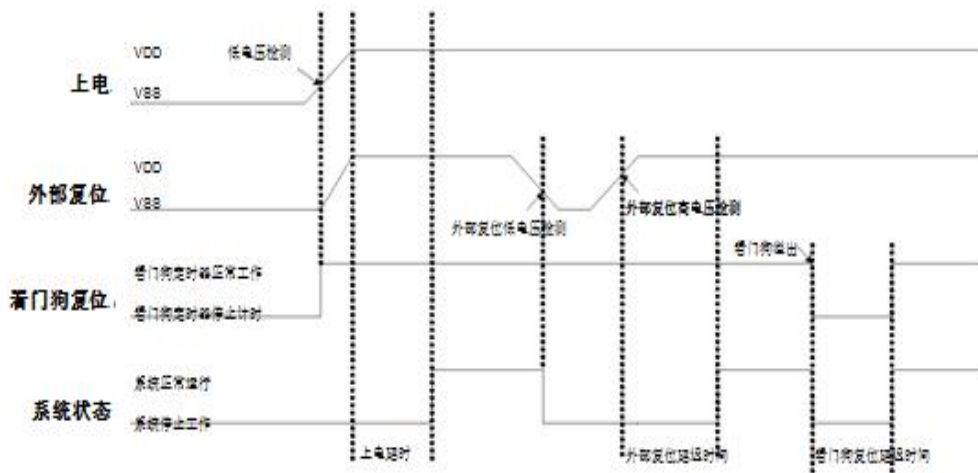 VDD
低电压检测
上电
VSS
VDD
外部复位
VSS
外部复位低电压检测
外部复位高电压检测
看门狗溢出
看门狗定时器正常工作
看门狗复位
看门狗定时器停止计时
系统正常运行
系统状态
系统停止工作
上电延时
外部复位延迟时间
看门狗复位延迟时间